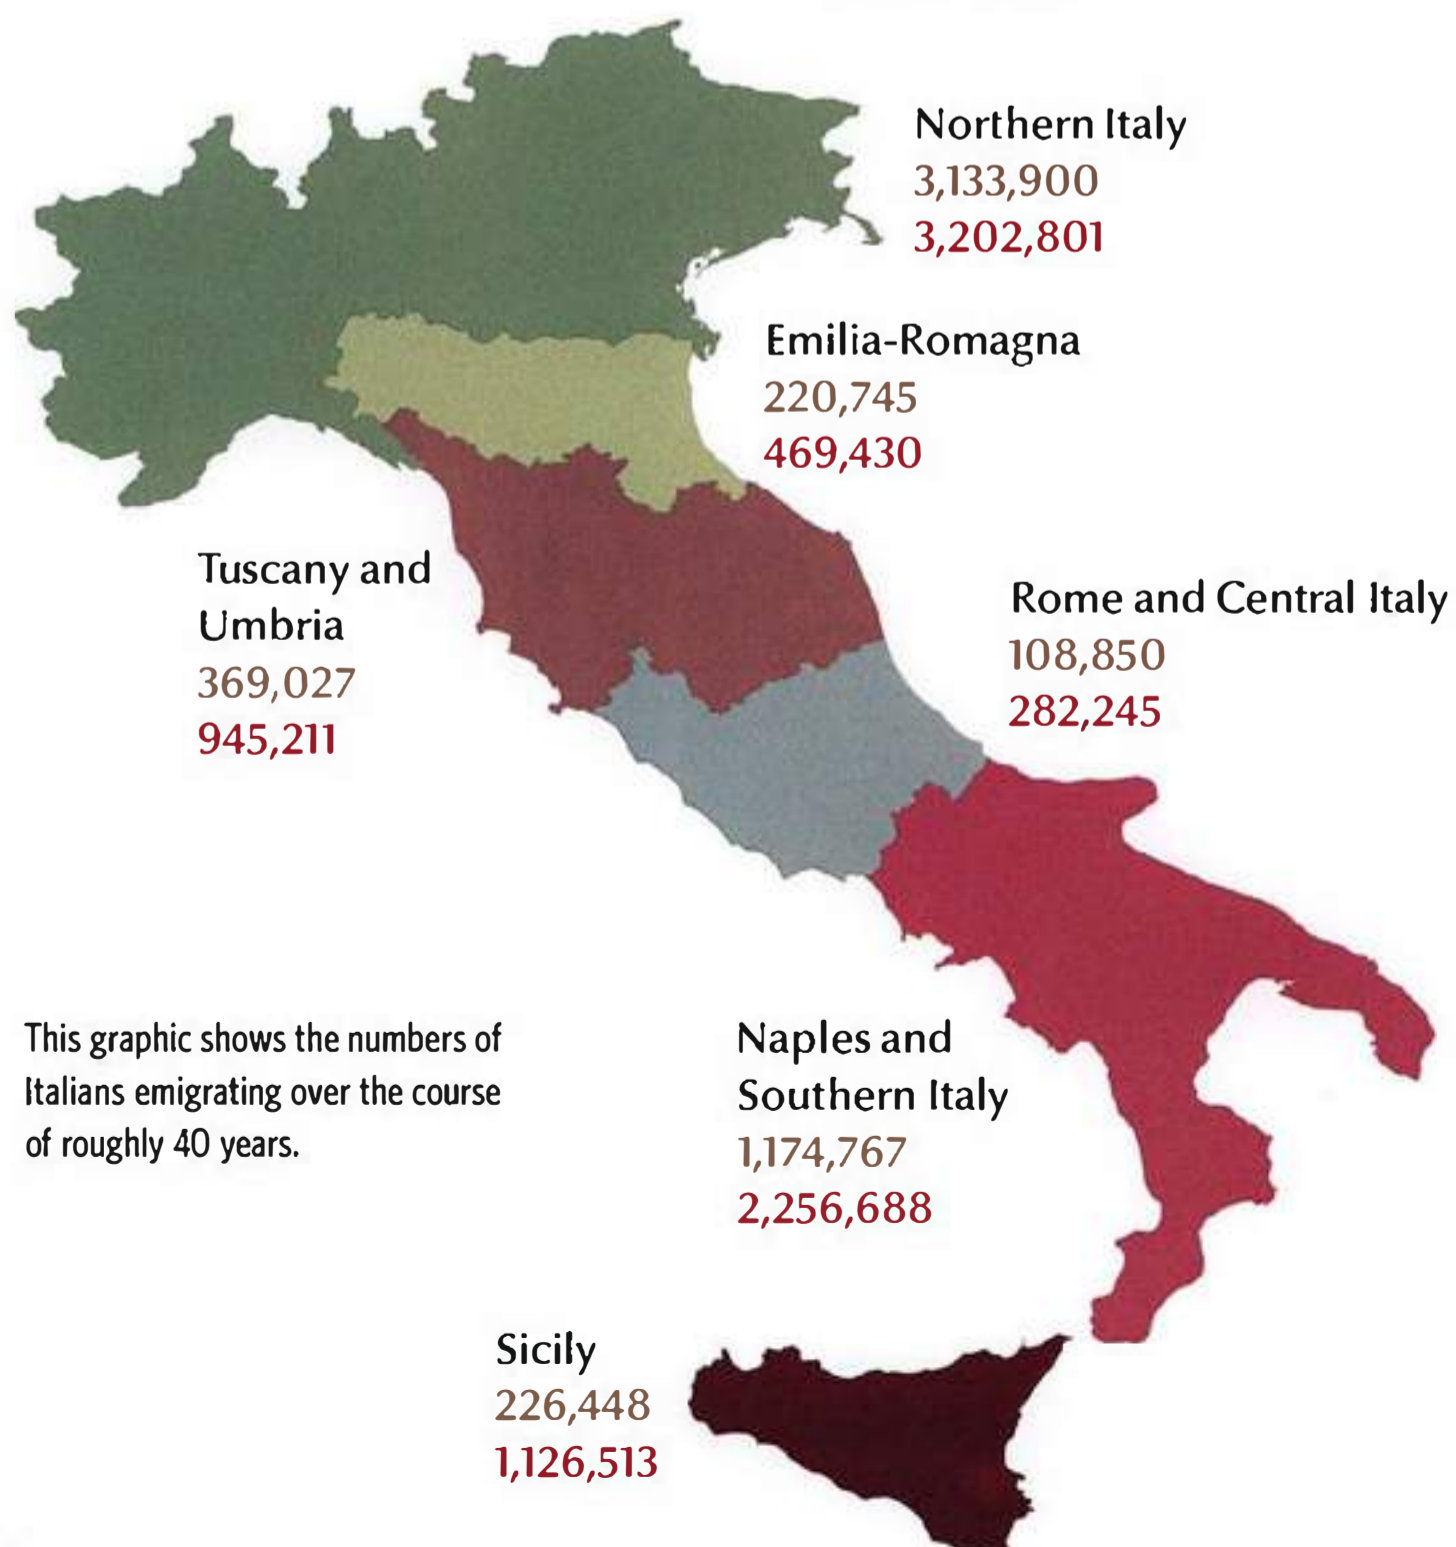 Northern Italy
3,133,900
3,202,801
Emilia-Romagna
220,745
469,430
Tuscany and
Umbria
369,027
945,211
Rome and Central Italy
108,850
282,245
This graphic shows the numbers of
Italians emigrating over the course
of roughly 40 years.
Naples and
Southern Italy
1,174,767
2,256,688
Sicily
226,448
1,126,513